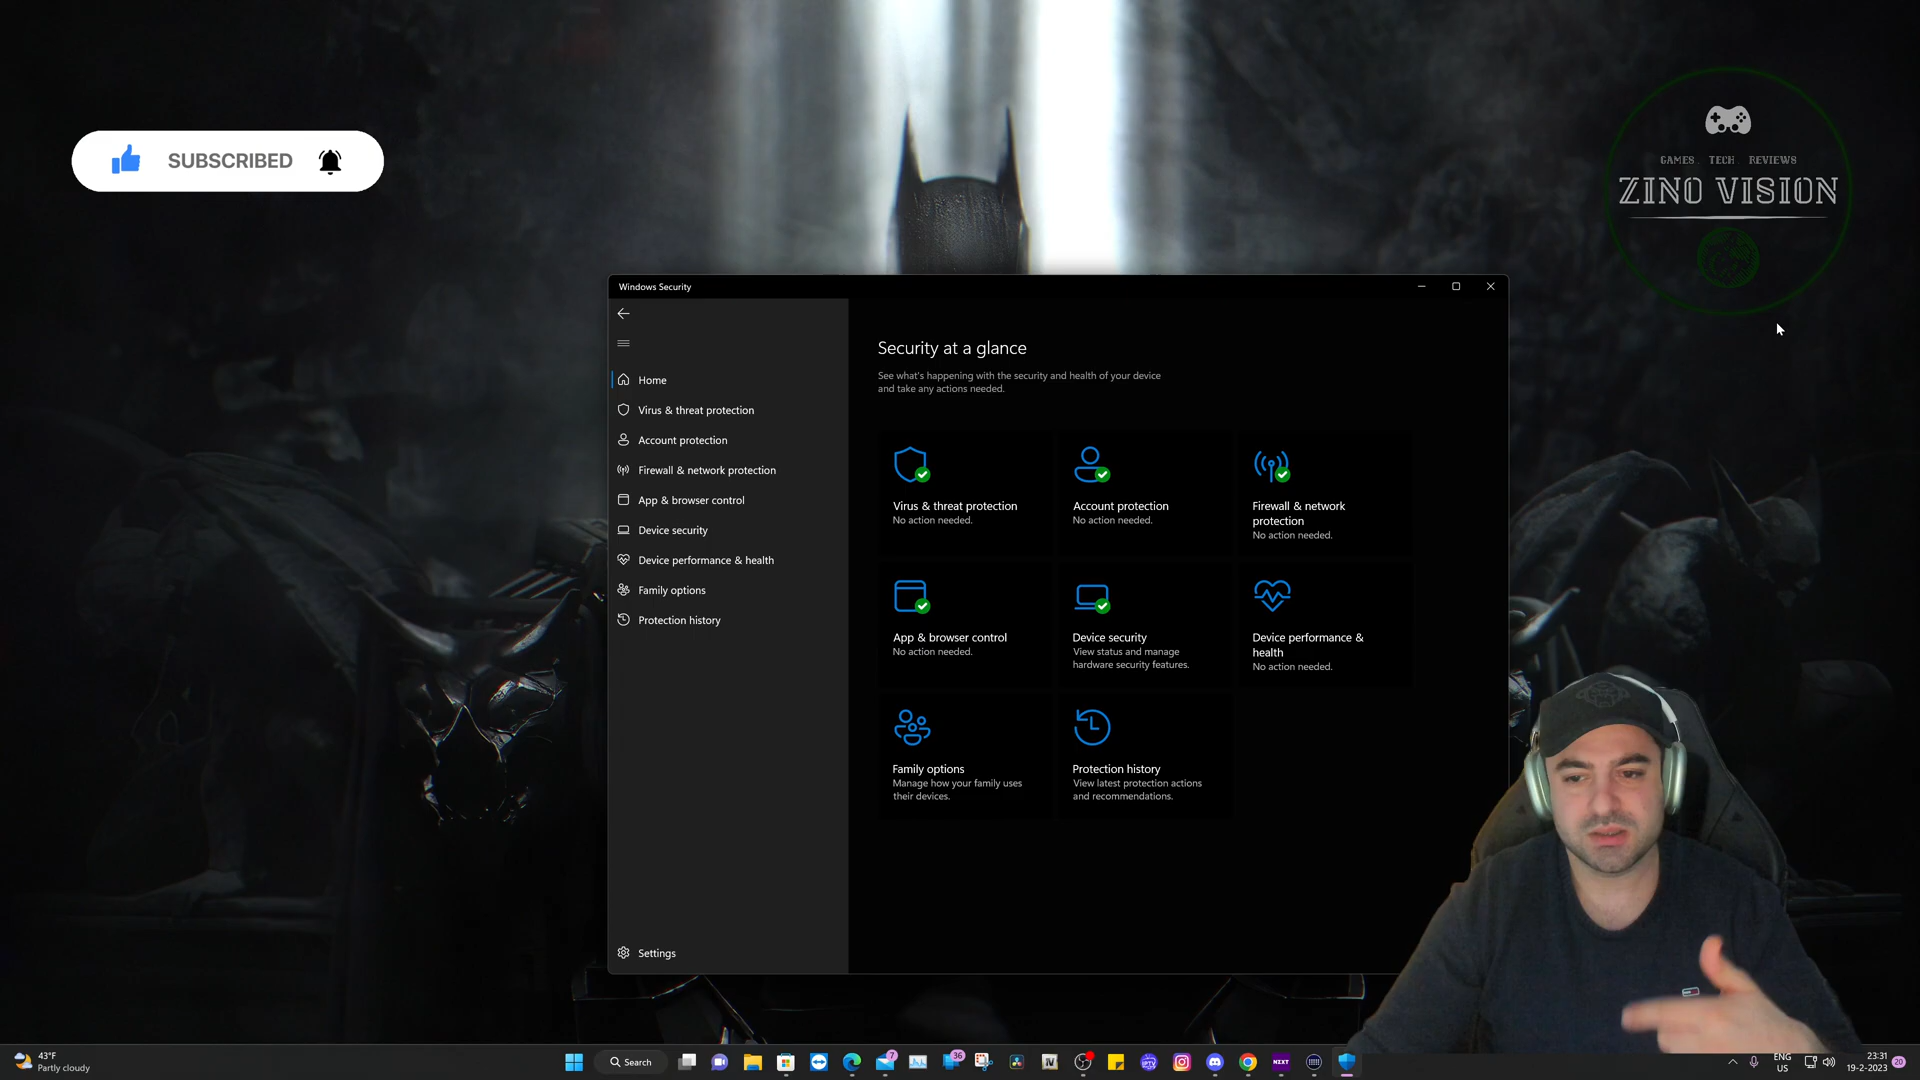 SUBSCRIBED
GAMES . TECH . REVIEWS
ZINO VISION
Windows Security
Home
Virus & threat protection
Account protection
Firewall & network protection
App & browser control
Device security
Device performance & health
Family options
Protection history
Settings
Security at a glance
See what's happening with the security and health of your device
and take any actions needed.
Virus & threat protection
No action needed.
Account protection
No action needed.
Firewall & network
protection
No action needed.
App & browser control
No action needed.
Device security
View status and manage
hardware security features.
Device performance &
health
No action needed.
Family options
Manage how your family uses
their devices.
Protection history
View latest protection actions
and recommendations.
43°F
Partly cloudy
Search
7
36
IPTV
NEXT
ENG
US
23:31
19-2-2023
20